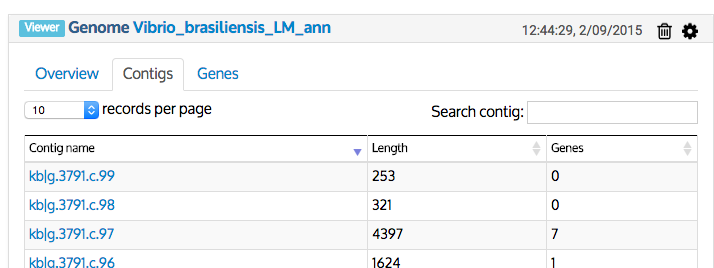 Viewer Genome Vibrio_brasiliensis_LM_ann 12:44:29, 2/09/2015
Overview Contigs Genes
10 records per page Search contig:
Contig name Length Genes
kb|g.3791.c.99 253 0
kb|g.3791.c.98 321 0
kb|g.3791.c.97 4397 7
kb|g.3791.c.96 1624 1